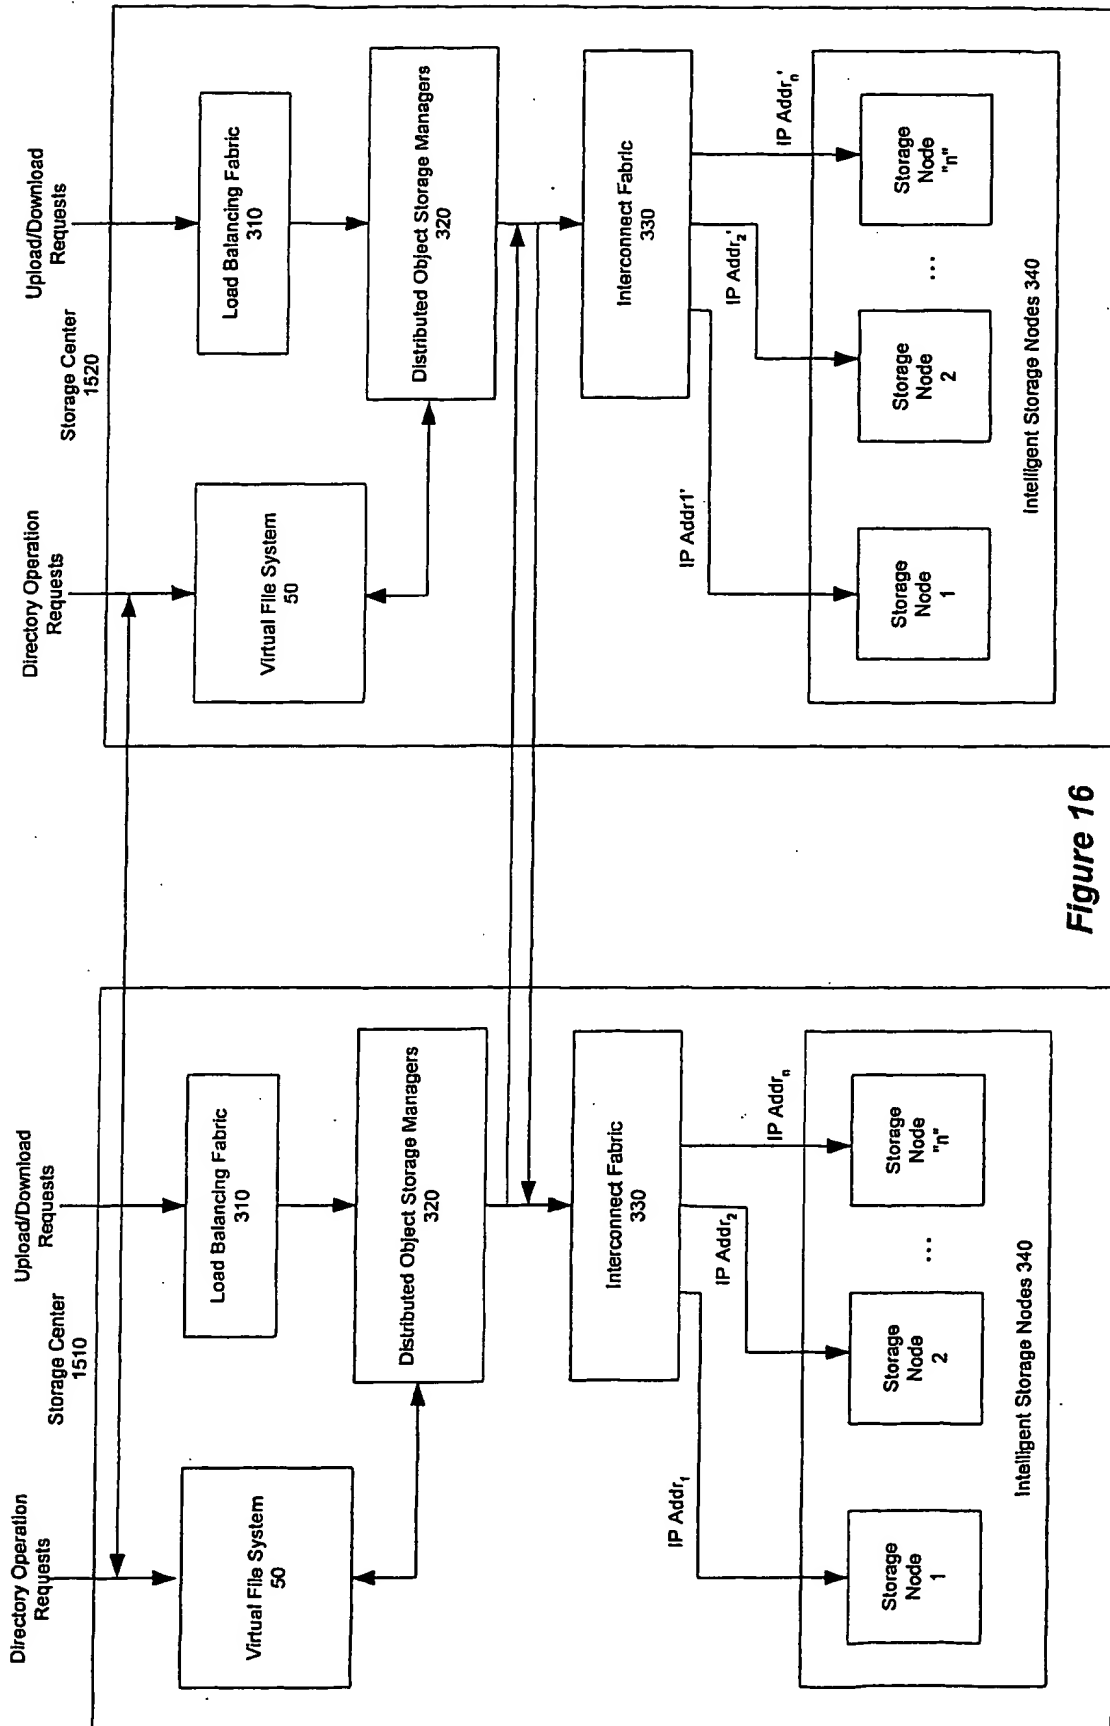 Directory Operation
Requests
Storage Center
1510
Upload/Download
Requests
Virtual File System
50
Load Balancing Fabric
310
Distributed Object Storage Managers
320
Interconnect Fabric
330
IP Addr1
IP Addr2
IP Addrn
Storage
Node
1
Storage
Node
2
...
Storage
Node
"n"
Intelligent Storage Nodes 340
Directory Operation
Requests
Storage Center
1520
Upload/Download
Requests
Virtual File System
50
Load Balancing Fabric
310
Distributed Object Storage Managers
320
Interconnect Fabric
330
IP Addr1'
IP Addr2'
IP Addrn'
Storage
Node
1
Storage
Node
2
...
Storage
Node
"n"
Intelligent Storage Nodes 340
Figure 16